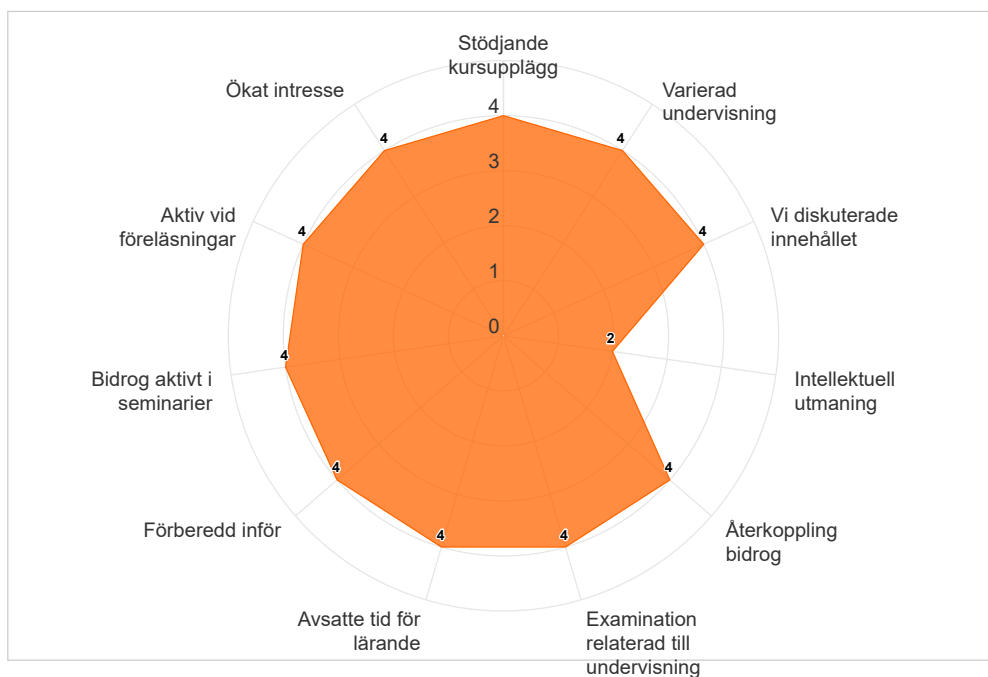 Stödjande
kursupplägg
Ökat intresse
Varierad
undervisning
4
4
4
3
Aktiv vid
föreläsningar
Vi diskuterade
innehållet
4
4
2
1
0
2
Bidrog aktivt i
seminarier
4
Intellektuell
utmaning
4
4
Förberedd inför
Återkoppling
bidrog
4
4
Avsatte tid för
lärande
Examination
relaterad till
undervisning